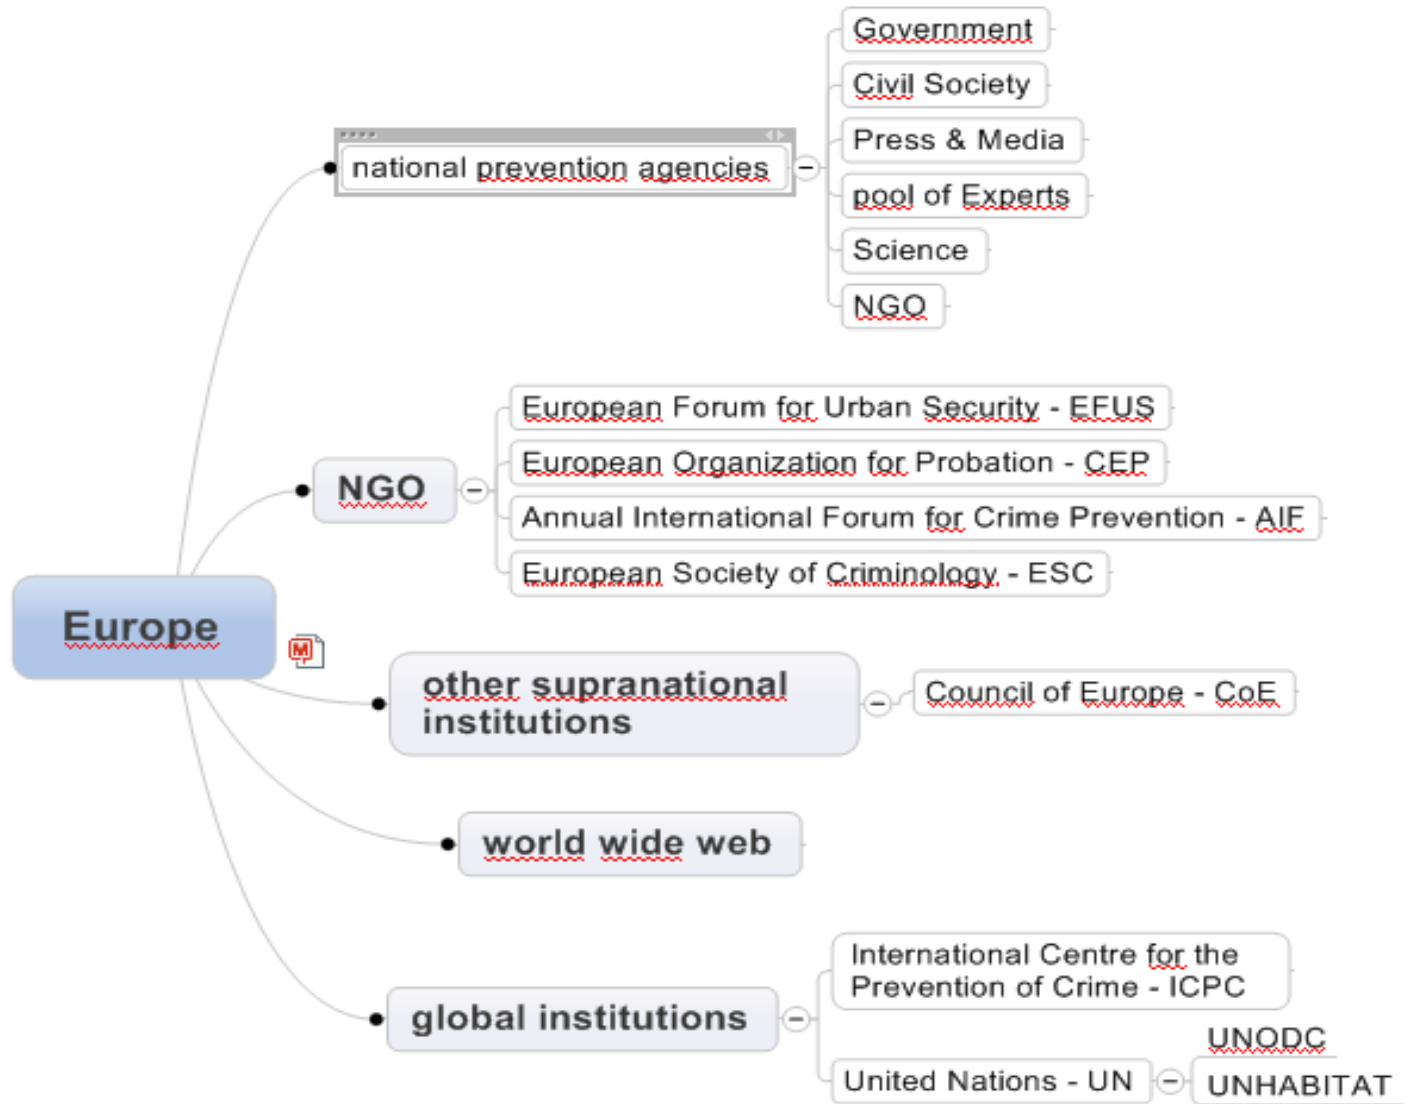 Government
Civil Society
Press & Media
national prevention agencies
pool of Experts
Science
NGO
European Forum for Urban Security - EFUS
European Organization for Probation - CEP
NGO
Annual International Forum for Crime Prevention - AIF
European Society of Criminology - ESC
Europe
other supranational
institutions
Council of Europe - CoE
world wide web
International Centre for the
Prevention of Crime - ICPC
global institutions
UNODC
United Nations - UN
UNHABITAT